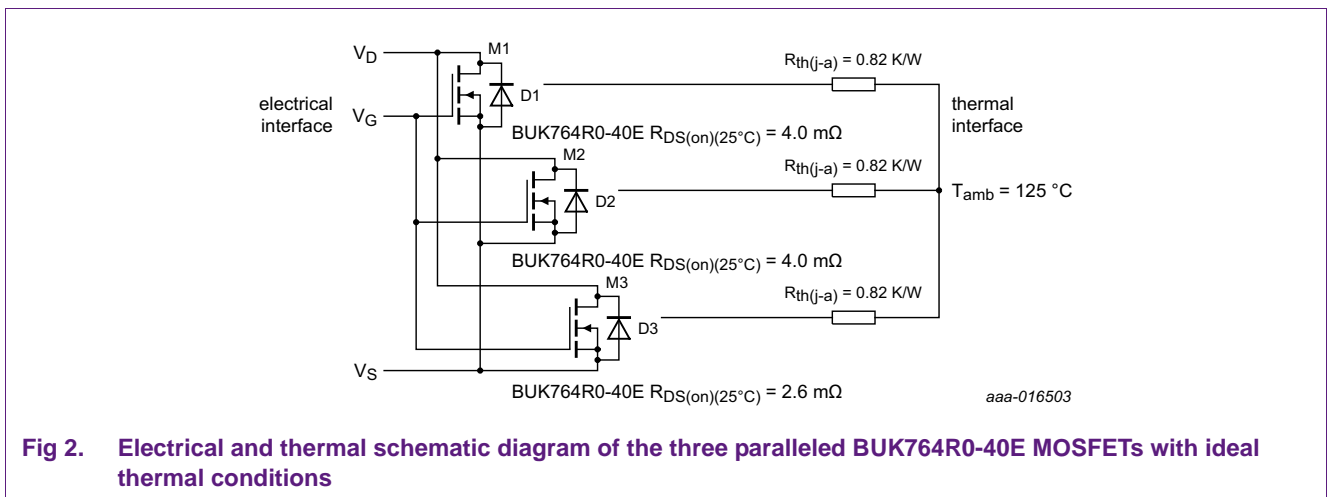 V_D
M1
R_th(j-a) = 0.82 K/W
electrical
interface
V_G
D1
thermal
interface
BUK764R0-40E R_DS(on)(25°C) = 4.0 mΩ
M2
R_th(j-a) = 0.82 K/W
D2
T_amb = 125 °C
BUK764R0-40E R_DS(on)(25°C) = 4.0 mΩ
M3
R_th(j-a) = 0.82 K/W
D3
V_S
BUK764R0-40E R_DS(on)(25°C) = 2.6 mΩ
aaa-016503
Fig 2. Electrical and thermal schematic diagram of the three paralleled BUK764R0-40E MOSFETs with ideal
thermal conditions